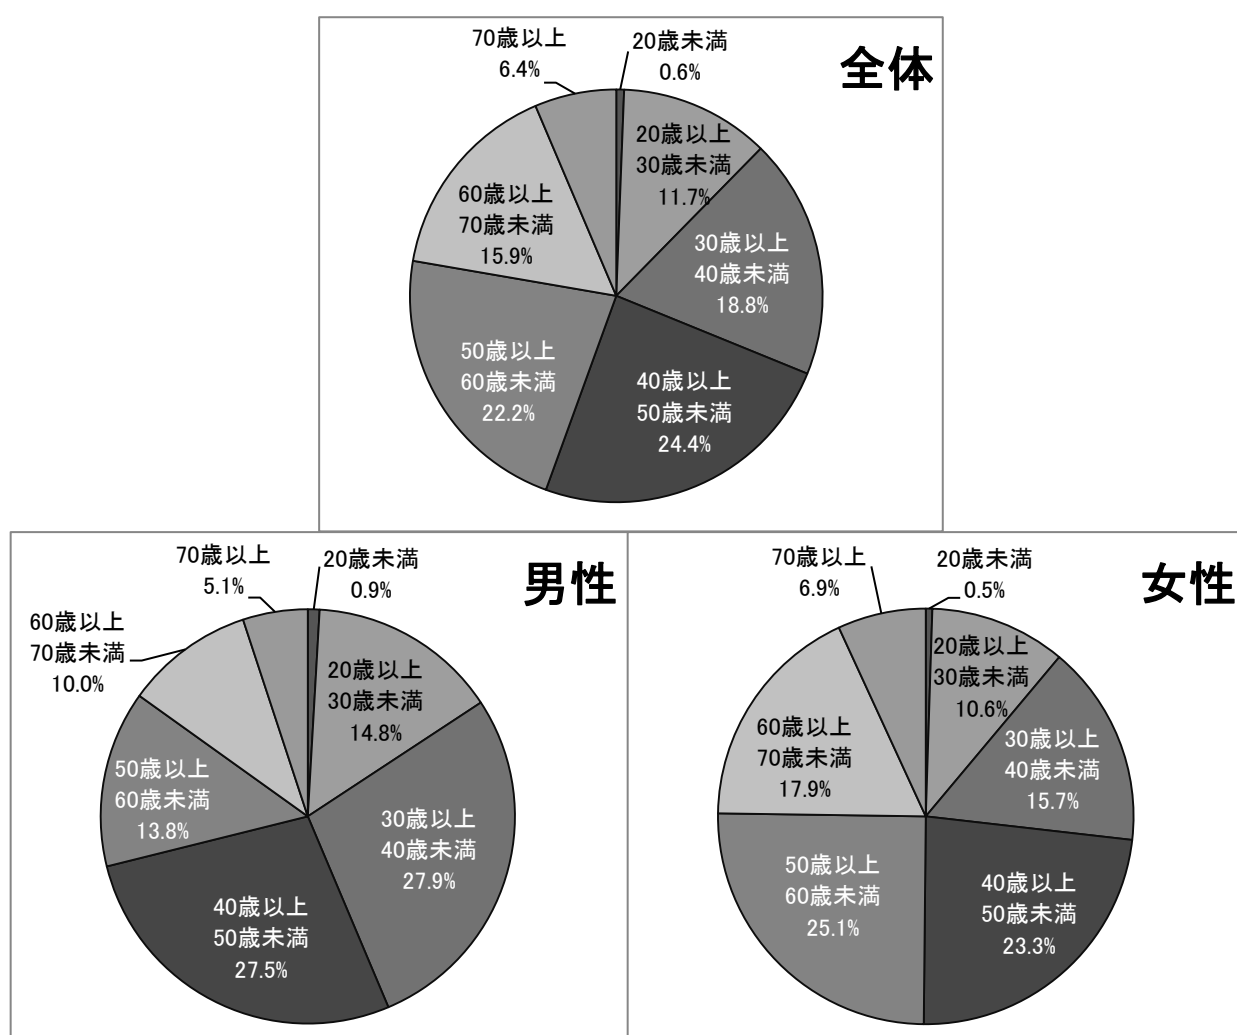 全体
20歳未満
0.6%
20歳以上
30歳未満
11.7%
30歳以上
40歳未満
18.8%
40歳以上
50歳未満
24.4%
50歳以上
60歳未満
22.2%
60歳以上
70歳未満
15.9%
70歳以上
6.4%
男性
20歳未満
0.9%
20歳以上
30歳未満
14.8%
30歳以上
40歳未満
27.9%
40歳以上
50歳未満
27.5%
50歳以上
60歳未満
13.8%
60歳以上
70歳未満
10.0%
70歳以上
5.1%
女性
20歳未満
0.5%
20歳以上
30歳未満
10.6%
30歳以上
40歳未満
15.7%
40歳以上
50歳未満
23.3%
50歳以上
60歳未満
25.1%
60歳以上
70歳未満
17.9%
70歳以上
6.9%